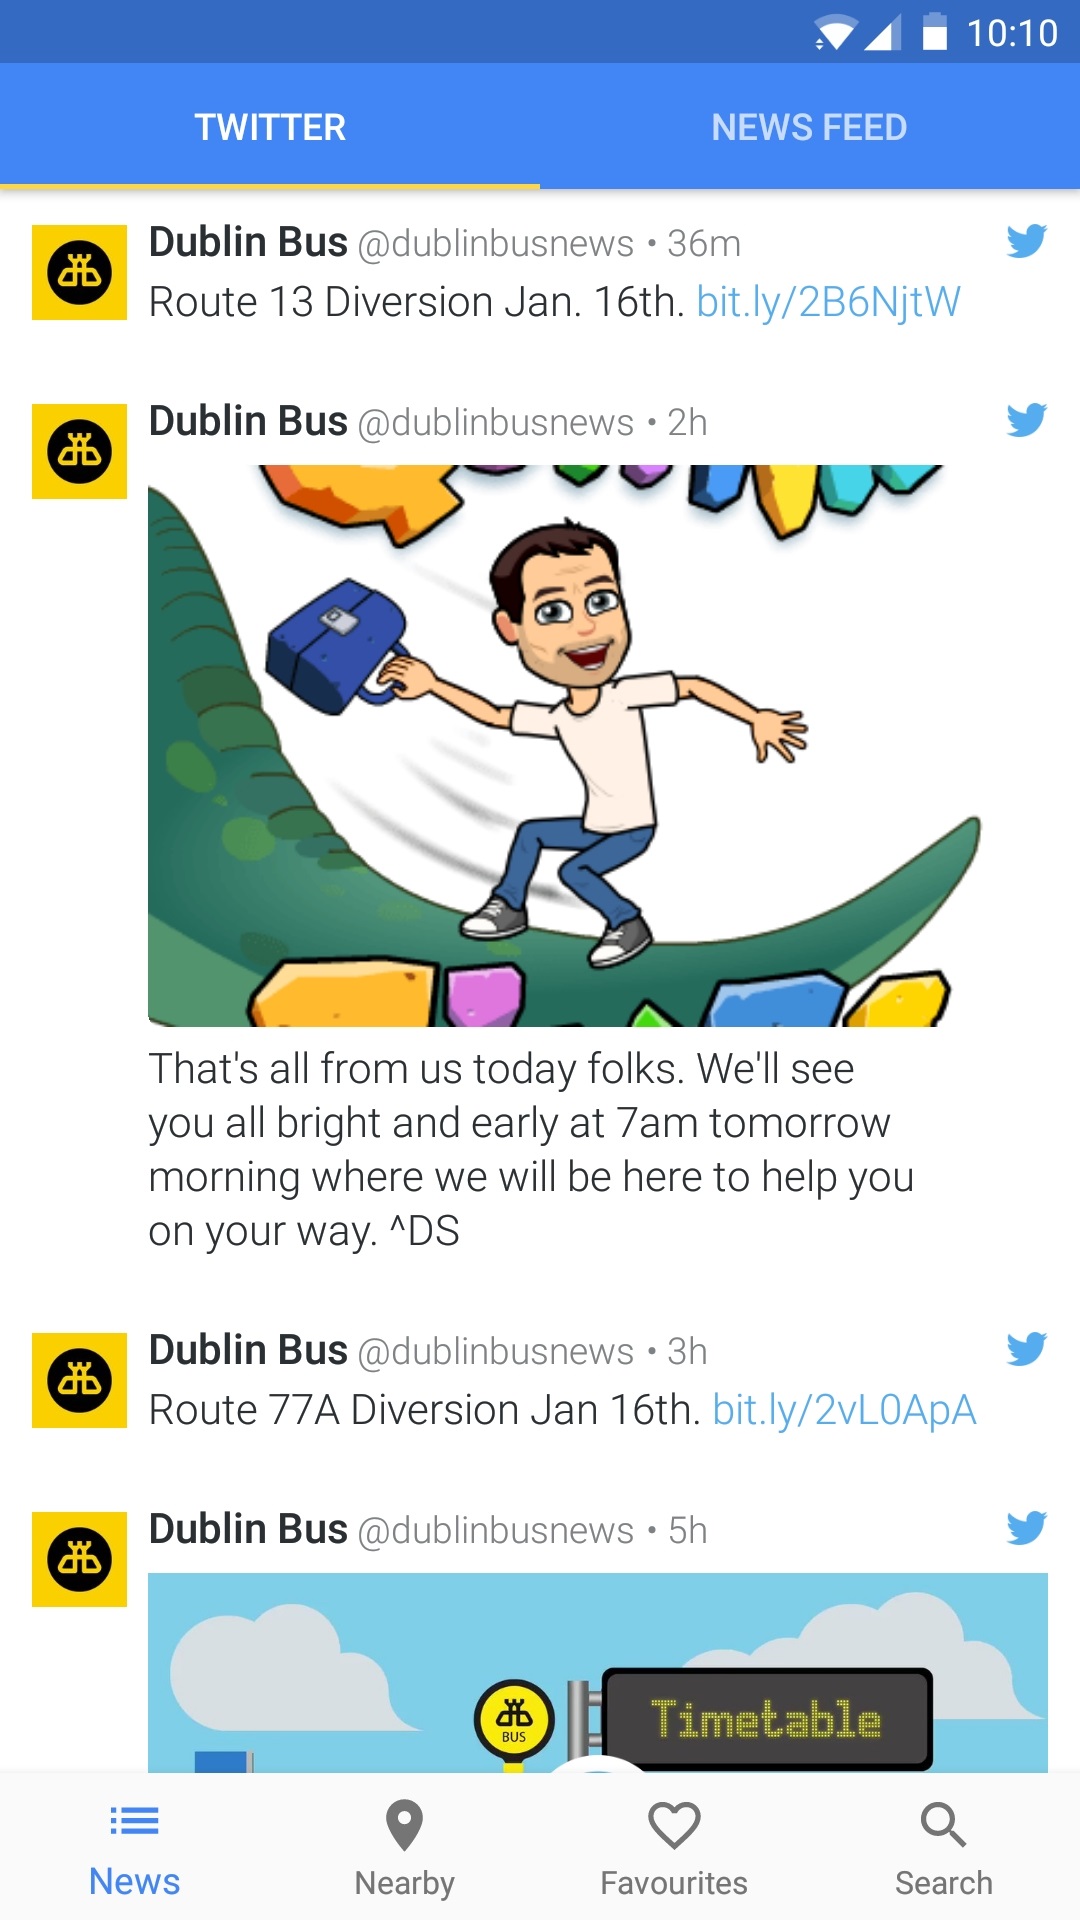 10:10
TWITTER
NEWS FEED
Dublin Bus @dublinbusnews • 36m
Route 13 Diversion Jan. 16th. bit.ly/2B6NjtW
Dublin Bus @dublinbusnews • 2h
That's all from us today folks. We'll see
you all bright and early at 7am tomorrow
morning where we will be here to help you
on your way. ^DS
Dublin Bus @dublinbusnews • 3h
Route 77A Diversion Jan 16th. bit.ly/2vL0ApA
Dublin Bus @dublinbusnews • 5h
Timetable
BUS
News
Nearby
Favourites
Search